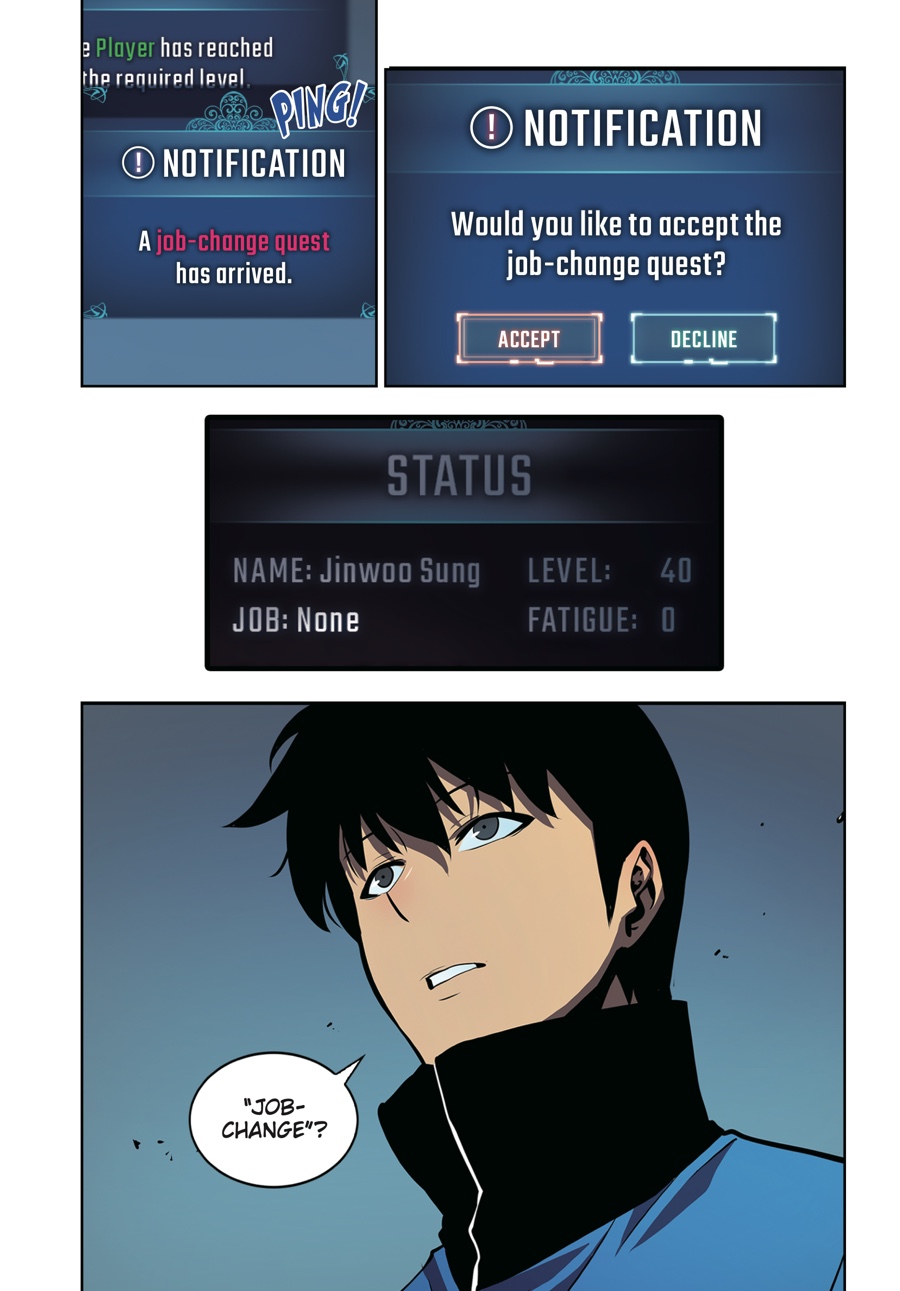 e Player has reached
the required level.
PING!
! NOTIFICATION
A job-change quest
has arrived.
! NOTIFICATION
Would you like to accept the
job-change quest?
ACCEPT
DECLINE
STATUS
NAME: Jinwoo Sung
LEVEL: 40
JOB: None
FATIGUE: 0
"JOB-
CHANGE"?